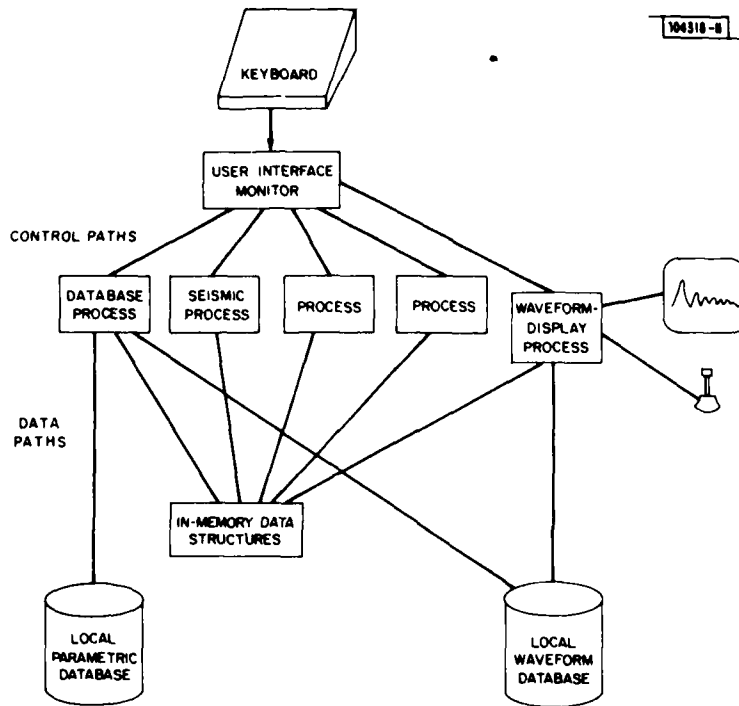 104318-N
KEYBOARD
USER INTERFACE
MONITOR
CONTROL PATHS
DATABASE
PROCESS
SEISMIC
PROCESS
PROCESS
PROCESS
WAVEFORM-
DISPLAY
PROCESS
DATA
PATHS
IN-MEMORY DATA
STRUCTURES
LOCAL
PARAMETRIC
DATABASE
LOCAL
WAVEFORM
DATABASE